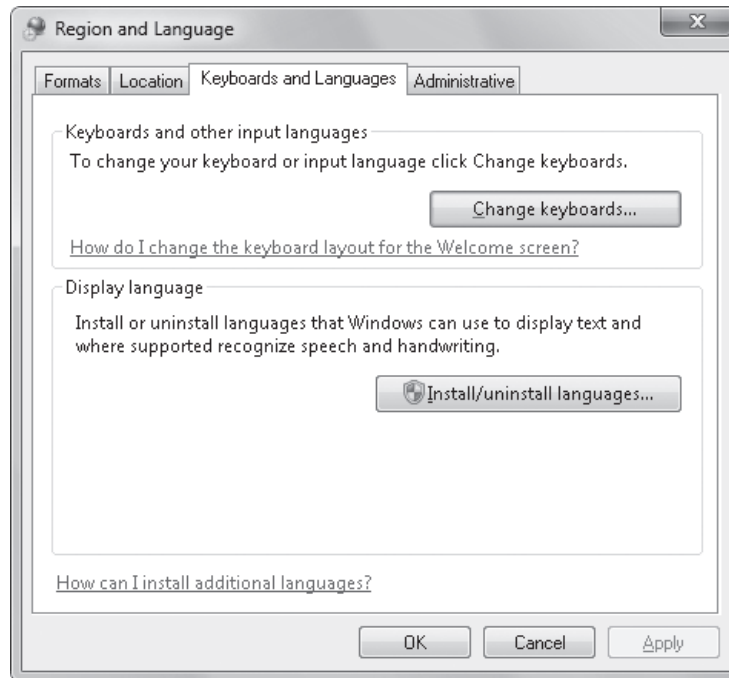 Region and Language
Formats Location Keyboards and Languages Administrative
Keyboards and other input languages
To change your keyboard or input language click Change keyboards.
Change keyboards...
How do I change the keyboard layout for the Welcome screen?
Display language
Install or uninstall languages that Windows can use to display text and
where supported recognize speech and handwriting.
Install/uninstall languages...
How can I install additional languages?
OK Cancel Apply